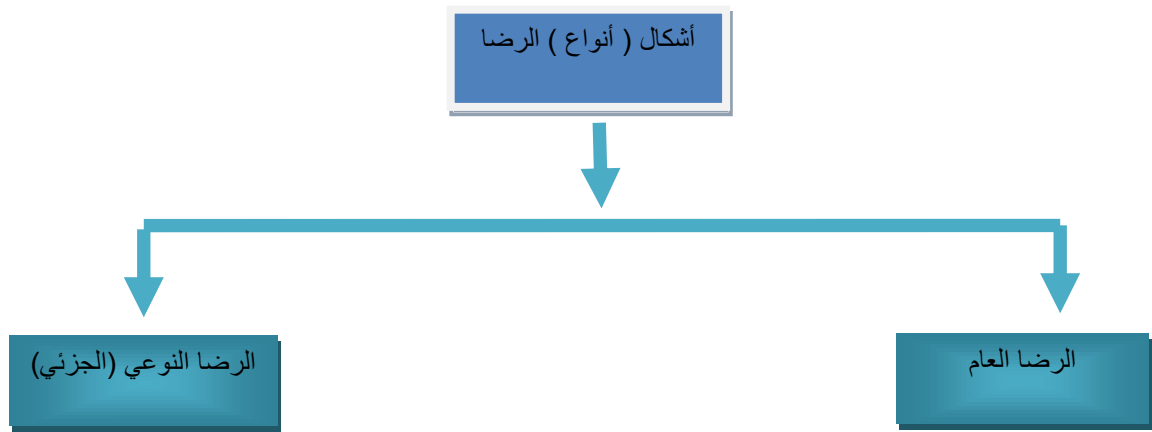 أشكال ( أنواع ) الرضا
الرضا العام
الرضا النوعي (الجزئي)